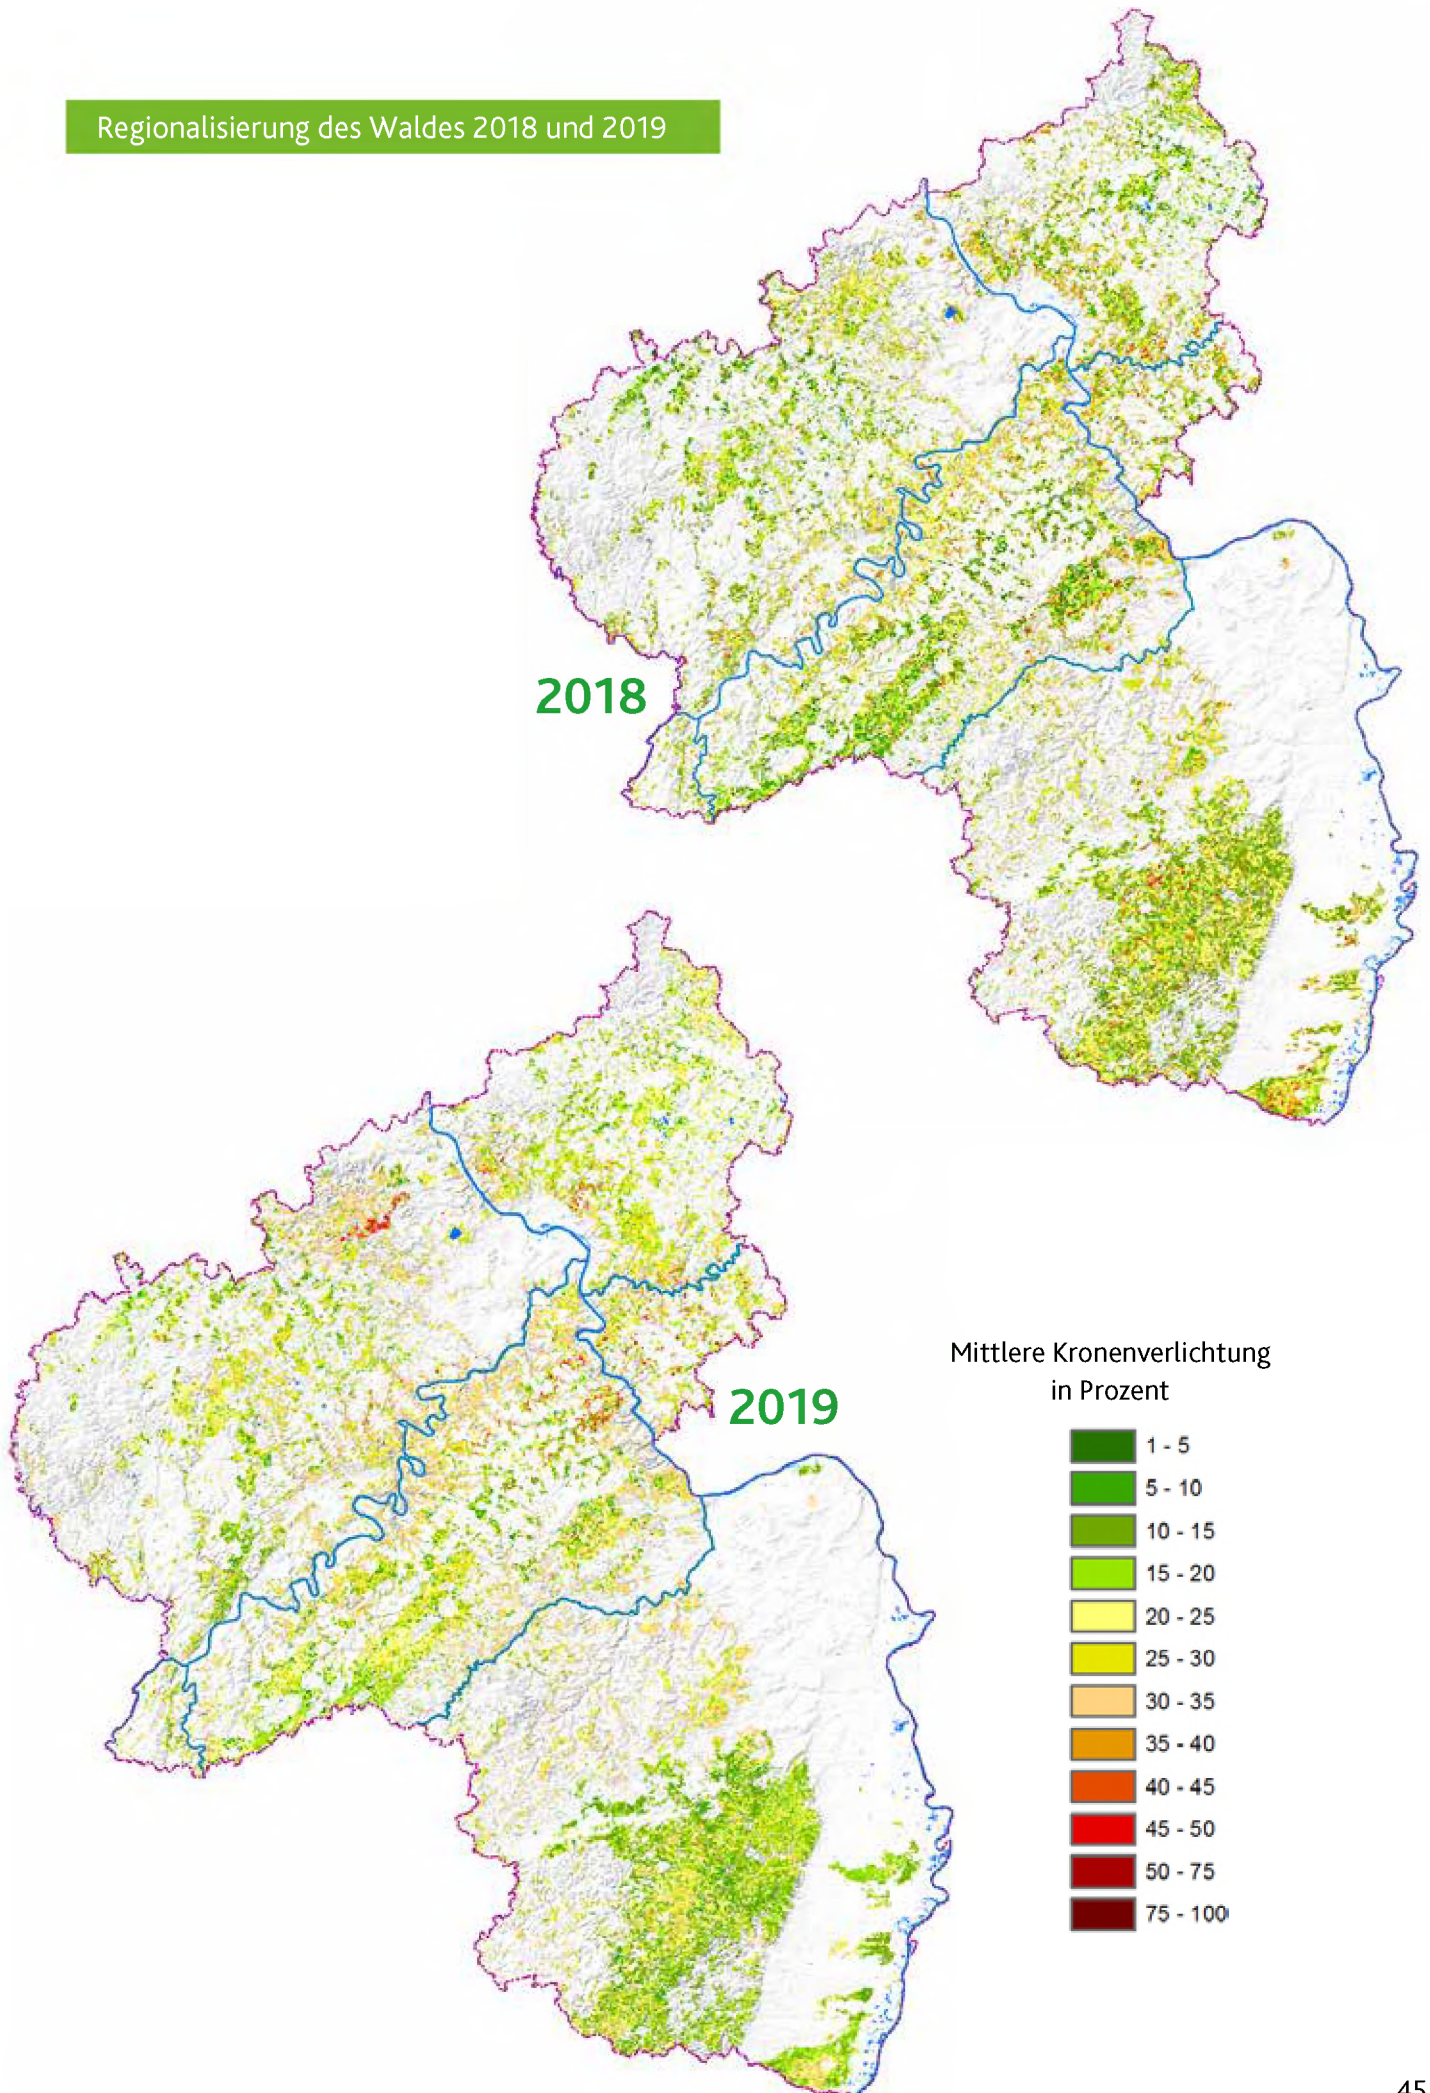 Regionalisierung des Waldes 2018 und 2019
2018
2019
Mittlere Kronenverlichtung
in Prozent
1 - 5
5 - 10
10 - 15
15 - 20
20 - 25
25 - 30
30 - 35
35 - 40
40 - 45
45 - 50
50 - 75
75 - 100
45